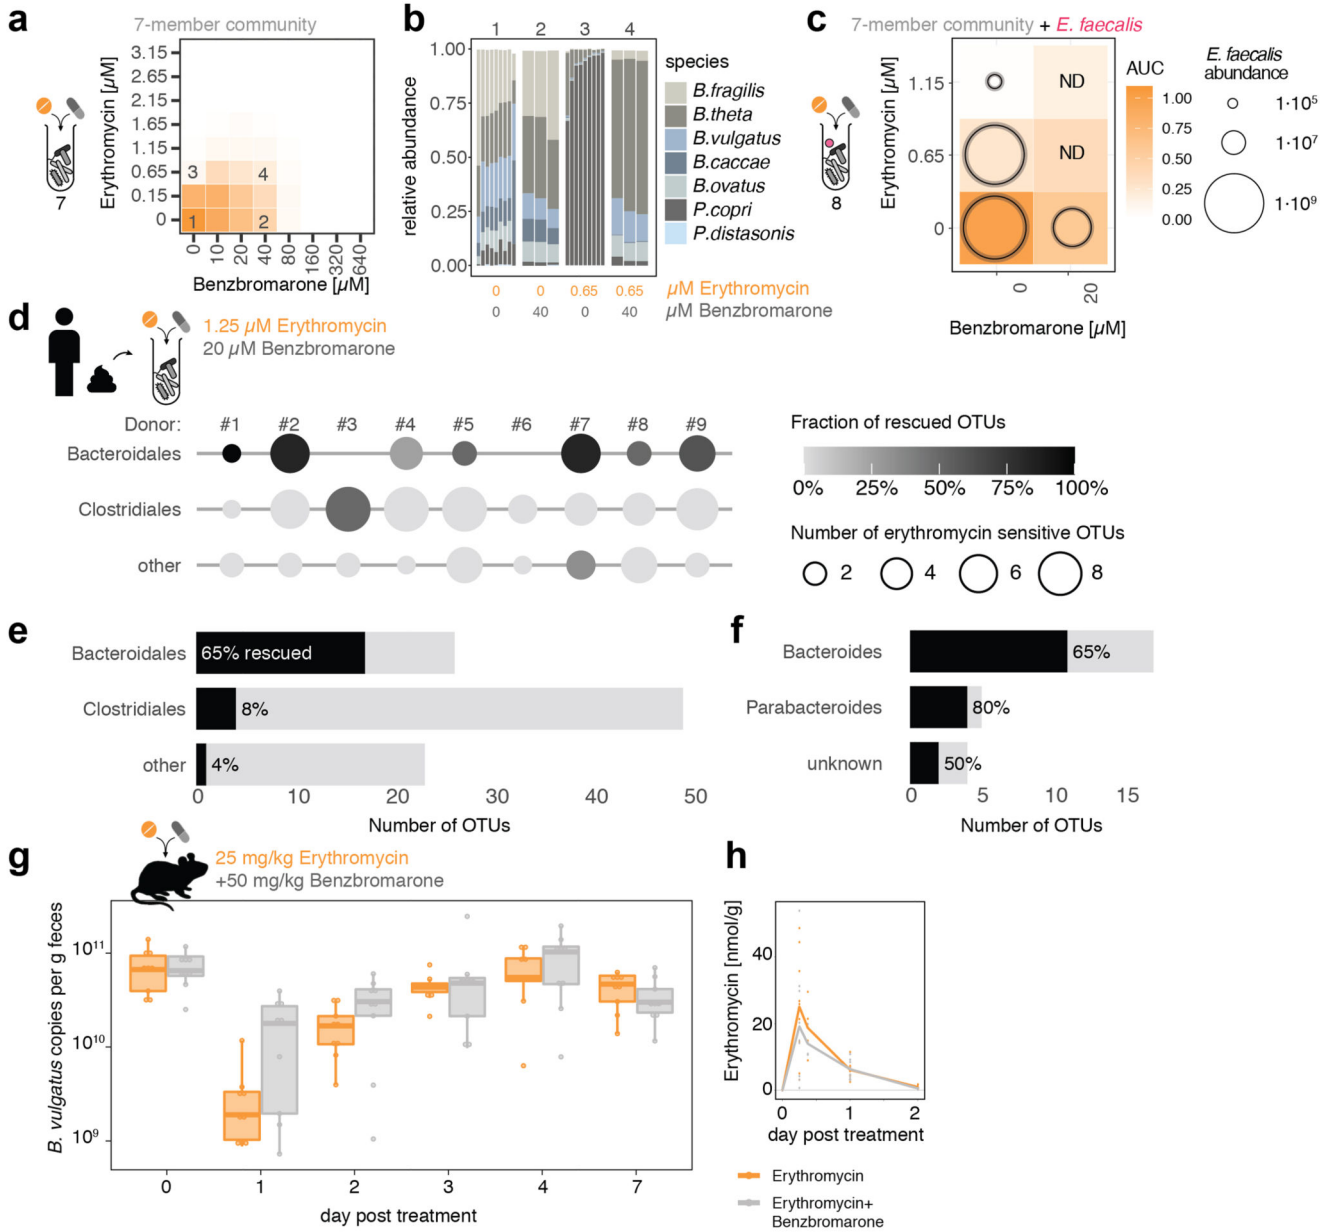 a
7-member community
Erythromycin [µM]
3.15
2.65
2.15
1.65
1.15
0.65
0.15
0
3
4
1
2
0
10
20
40
80
160
320
640
Benzbromarone [µM]
7
b
1
2
3
4
relative abundance
1.00
0.75
0.50
0.25
0.00
0 0 0.65 0.65 µM Erythromycin
0 40 0 40 µM Benzbromarone
species
B.fragilis
B.theta
B.vulgatus
B.caccae
B.ovatus
P.copri
P.distasonis
c
7-member community + E. faecalis
Erythromycin [µM]
1.15
0.65
0
ND
ND
0
20
Benzbromarone [µM]
8
AUC
1.00
0.75
0.50
0.25
0.00
E. faecalis
abundance
1·10⁵
1·10⁷
1·10⁹
d
1.25 µM Erythromycin
20 µM Benzbromarone
Donor: #1 #2 #3 #4 #5 #6 #7 #8 #9
Bacteroidales
Clostridiales
other
Fraction of rescued OTUs
0% 25% 50% 75% 100%
Number of erythromycin sensitive OTUs
2 4 6 8
e
Bacteroidales
65% rescued
Clostridiales
8%
other
4%
0 10 20 30 40 50
Number of OTUs
f
Bacteroides
65%
Parabacteroides
80%
unknown
50%
0 5 10 15
Number of OTUs
g
25 mg/kg Erythromycin
+50 mg/kg Benzbromarone
B. vulgatus copies per g feces
10¹¹
10¹⁰
10⁹
0 1 2 3 4 7
day post treatment
h
Erythromycin [nmol/g]
40
20
0
0 1 2
day post treatment
Erythromycin
Erythromycin+
Benzbromarone